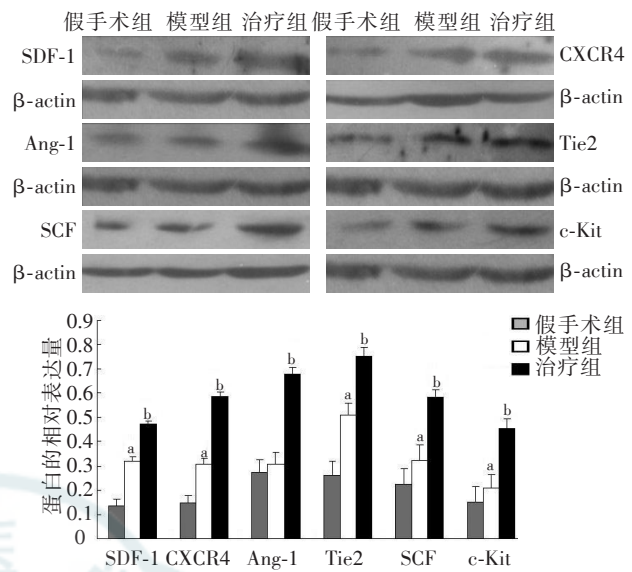 假手术组 模型组 治疗组 假手术组 模型组 治疗组
SDF-1 CXCR4
β-actin β-actin
Ang-1 Tie2
β-actin β-actin
SCF c-Kit
β-actin β-actin
蛋白的相对表达量
0.9
0.8
0.7
0.6
0.5
0.4
0.3
0.2
0.1
0
假手术组
模型组
治疗组
a b
a b
b
a b
a b
a b
SDF-1 CXCR4 Ang-1 Tie2 SCF c-Kit